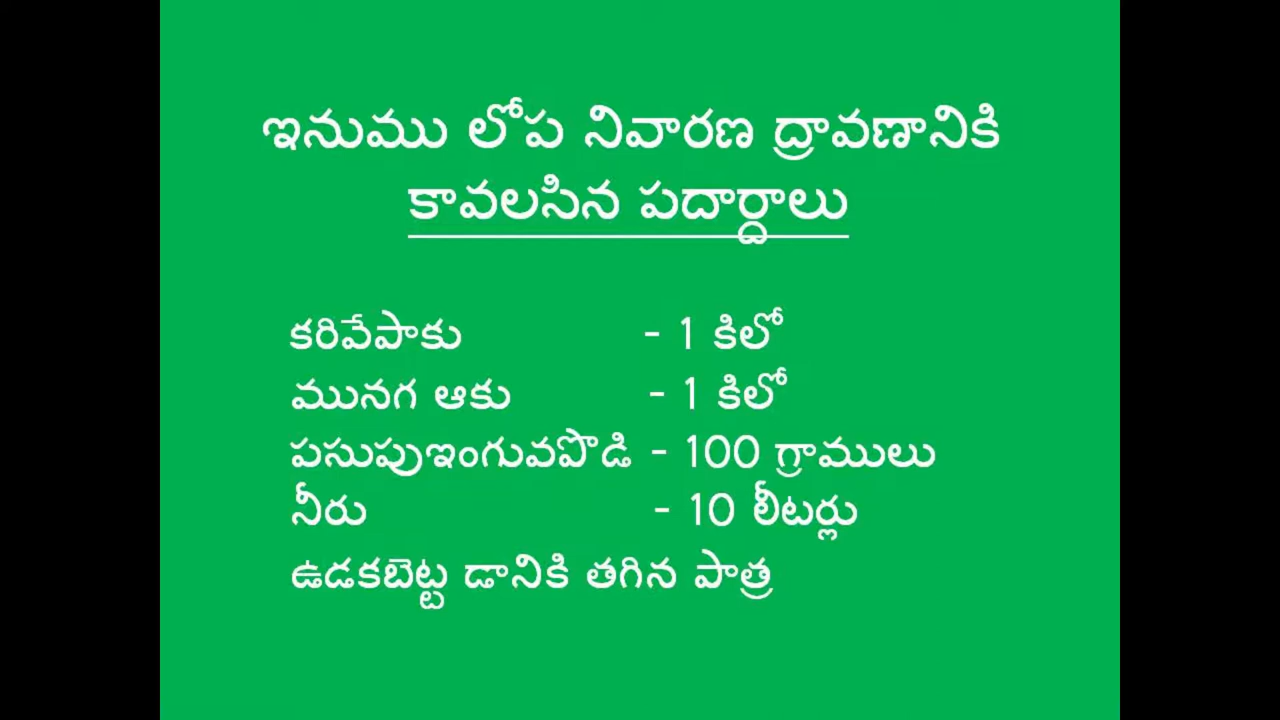 ఇనుము లోప నివారణ ద్రావణానికి
కావలసిన పదార్దాలు
కరివేపాకు - 1 కిలో
మునగ ఆకు - 1 కిలో
పసుపుఇంగువపొడి - 100 గ్రాములు
నీరు - 10 లీటర్లు
ఉడకబెట్ట డానికి తగిన పాత్ర